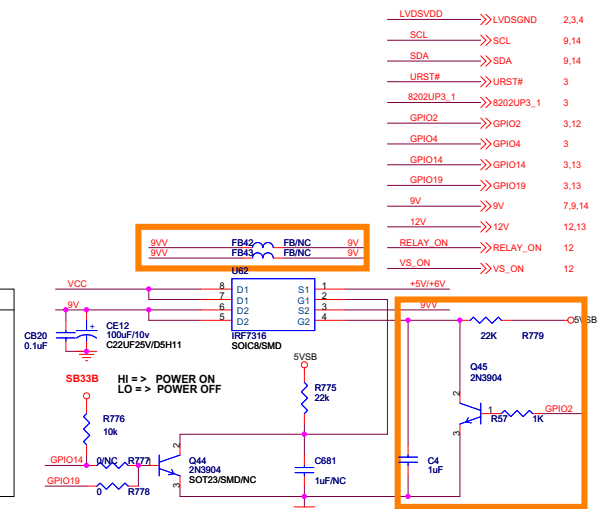 LVDSVDD LVDSGND 2,3,4
SCL SCL 9,14
SDA SDA 9,14
URST# URST# 3
8202UP3_1 8202UP3_1 3
GPIO2 GPIO2 3,12
GPIO4 GPIO4 3
GPIO14 GPIO14 3,13
GPIO19 GPIO19 3,13
9V 9V 7,9,14
12V 12V 12,13
RELAY_ON RELAY_ON 12
VS_ON VS_ON 12
9VV FB42 FB/NC 9V
9VV FB43 FB/NC 9V
U62
VCC 8 D1 S1 1 +5V/+6V
7 D1 G1 2
9V 6 D2 S2 3 9VV
5 D2 G2 4
IRF7316
SOIC8/SMD
CB20
0.1uF
+
CE12
100uF/10v
C22UF25V/D5H11
22K R779 5VSB
Q45
2N3904
2
1
3
R57 1K GPIO2
C4
1uF
SB33B
HI = > POWER ON
LO = > POWER OFF
5VSB
R775
22k
R776
10k
GPIO14 0/NC R777
GPIO19 0 R778
2
1
3
Q44
2N3904
SOT23/SMD/NC
C681
1uF/NC